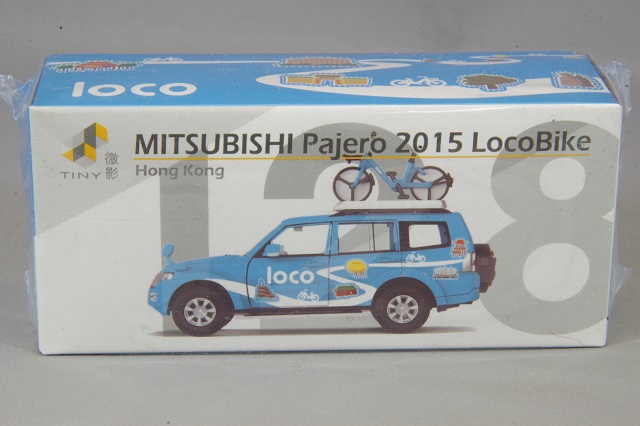 loco
MITSUBISHI Pajero 2015 LocoBike
Hong Kong
TINY 微影
128
loco